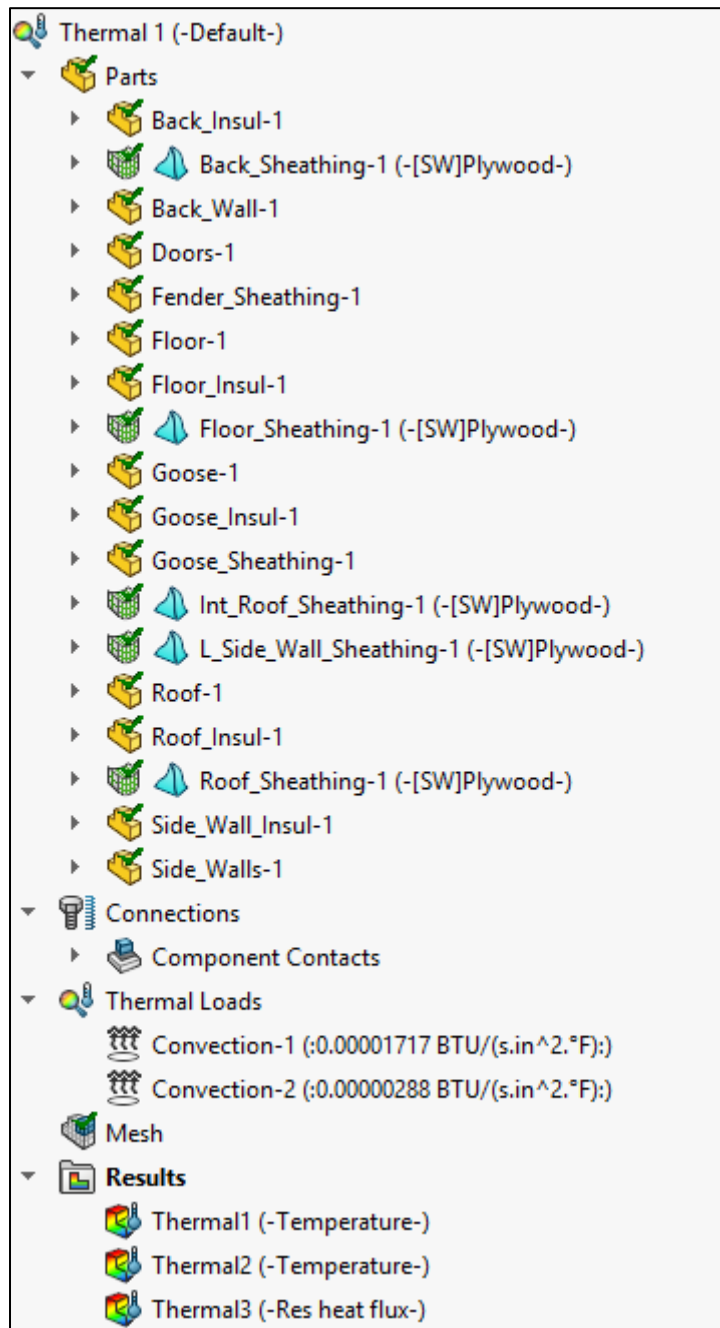 Thermal 1 (-Default-)
Parts
Back_Insul-1
Back_Sheathing-1 (-[SW]Plywood-)
Back_Wall-1
Doors-1
Fender_Sheathing-1
Floor-1
Floor_Insul-1
Floor_Sheathing-1 (-[SW]Plywood-)
Goose-1
Goose_Insul-1
Goose_Sheathing-1
Int_Roof_Sheathing-1 (-[SW]Plywood-)
L_Side_Wall_Sheathing-1 (-[SW]Plywood-)
Roof-1
Roof_Insul-1
Roof_Sheathing-1 (-[SW]Plywood-)
Side_Wall_Insul-1
Side_Walls-1
Connections
Component Contacts
Thermal Loads
Convection-1 (:0.00001717 BTU/(s.in^2.°F):)
Convection-2 (:0.00000288 BTU/(s.in^2.°F):)
Mesh
Results
Thermal1 (-Temperature-)
Thermal2 (-Temperature-)
Thermal3 (-Res heat flux-)